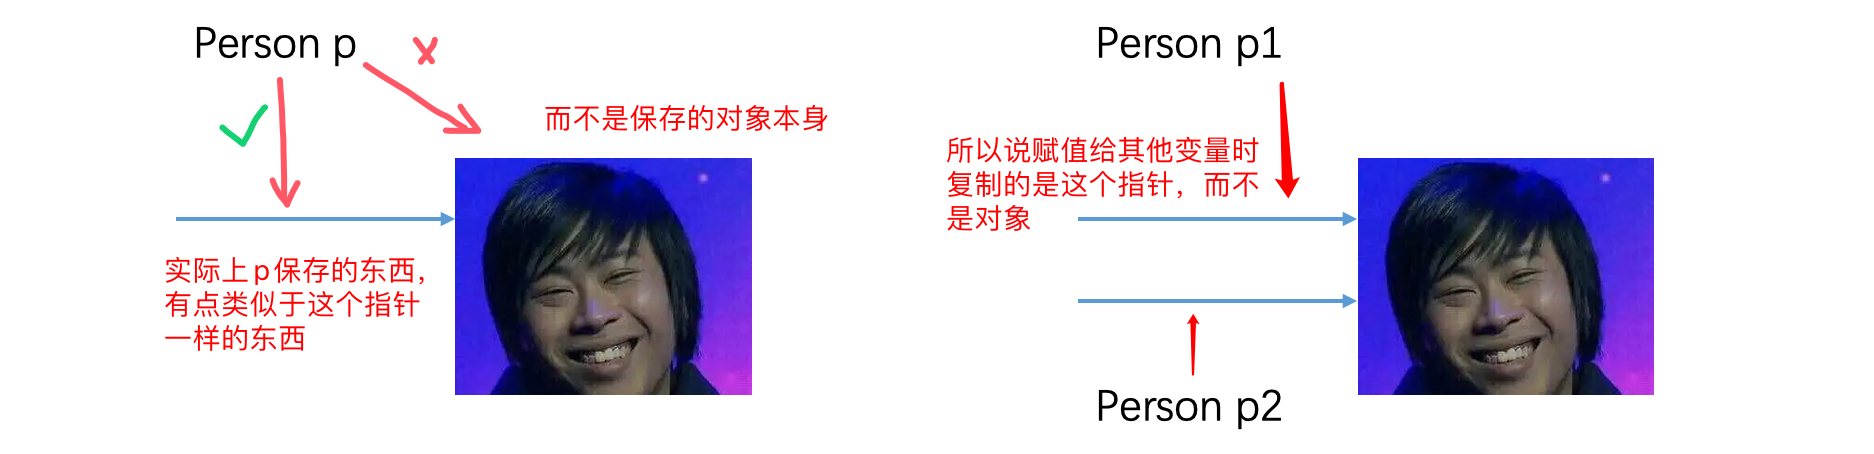 Person p
而不是保存的对象本身
实际上p保存的东西，
有点类似于这个指针
一样的东西
Person p1
所以说赋值给其他变量时
复制的是这个指针，而不
是对象
Person p2